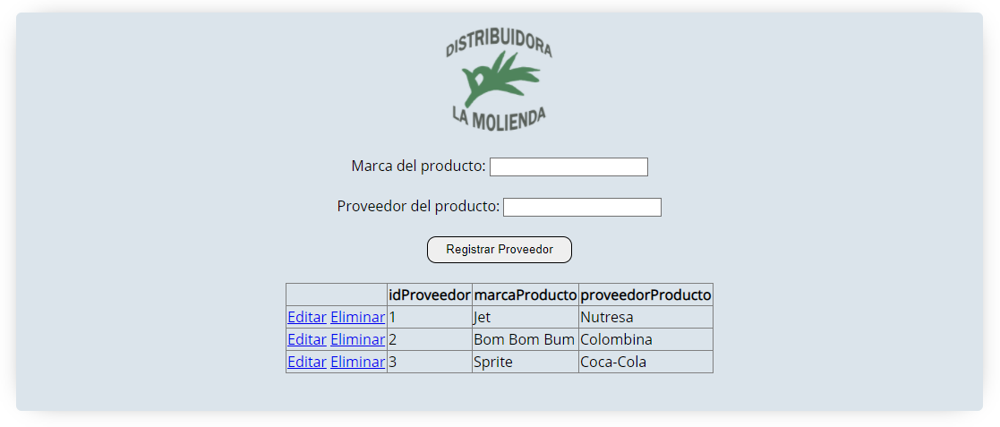 DISTRIBUIDORA
LA MOLIENDA
Marca del producto:
Proveedor del producto:
Registrar Proveedor
idProveedor marcaProducto proveedorProducto
Editar Eliminar 1 Jet Nutresa
Editar Eliminar 2 Bom Bom Bum Colombina
Editar Eliminar 3 Sprite Coca-Cola